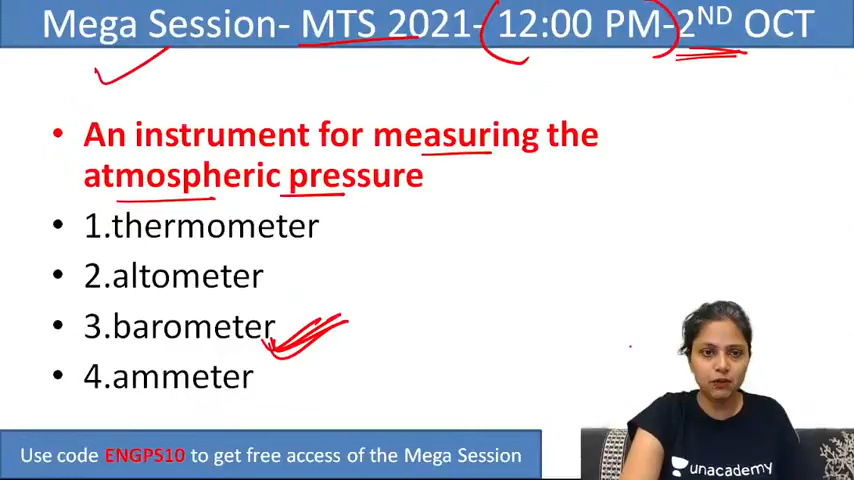 Mega Session- MTS 2021- 12:00 PM-2ND OCT
• An instrument for measuring the
atmospheric pressure
• 1.thermometer
• 2.altometer
• 3.barometer
• 4.ammeter
Use code ENGPS10 to get free access of the Mega Session
unacademy